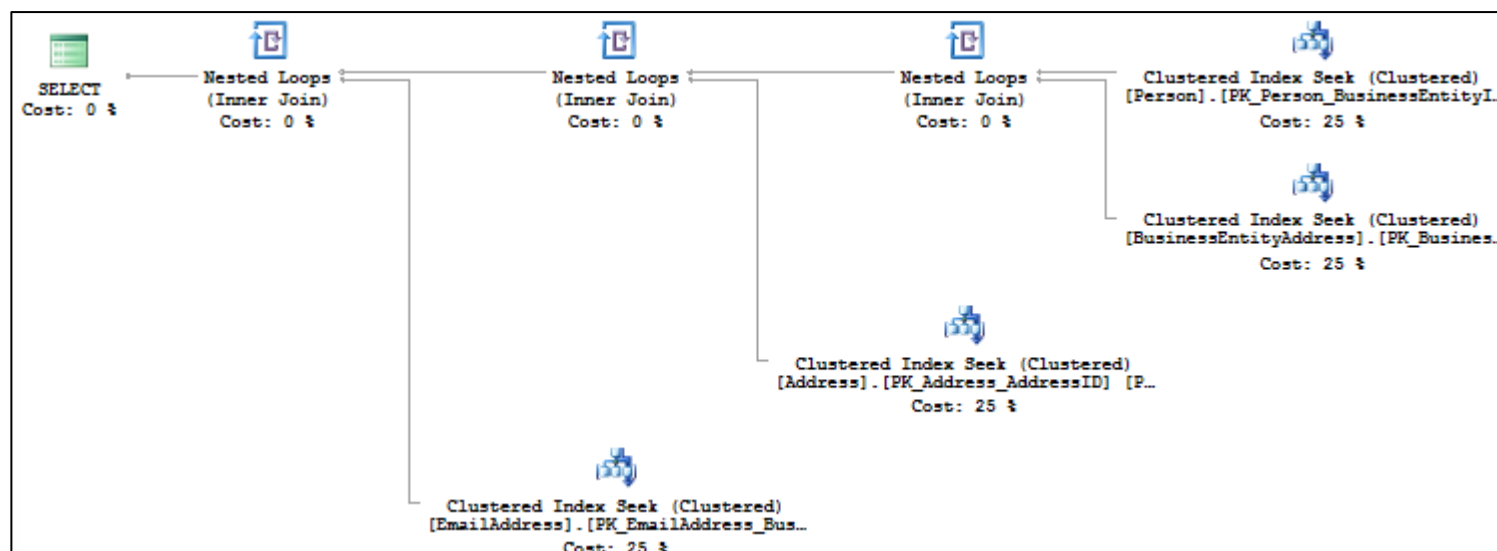 SELECT
Cost: 0 %
Nested Loops
(Inner Join)
Cost: 0 %
Nested Loops
(Inner Join)
Cost: 0 %
Nested Loops
(Inner Join)
Cost: 0 %
Clustered Index Seek (Clustered)
[Person].[PK_Person_BusinessEntityI…
Cost: 25 %
Clustered Index Seek (Clustered)
[BusinessEntityAddress].[PK_Busines…
Cost: 25 %
Clustered Index Seek (Clustered)
[Address].[PK_Address_AddressID] [P…
Cost: 25 %
Clustered Index Seek (Clustered)
[EmailAddress].[PK_EmailAddress_Bus…
Cost: 25 %